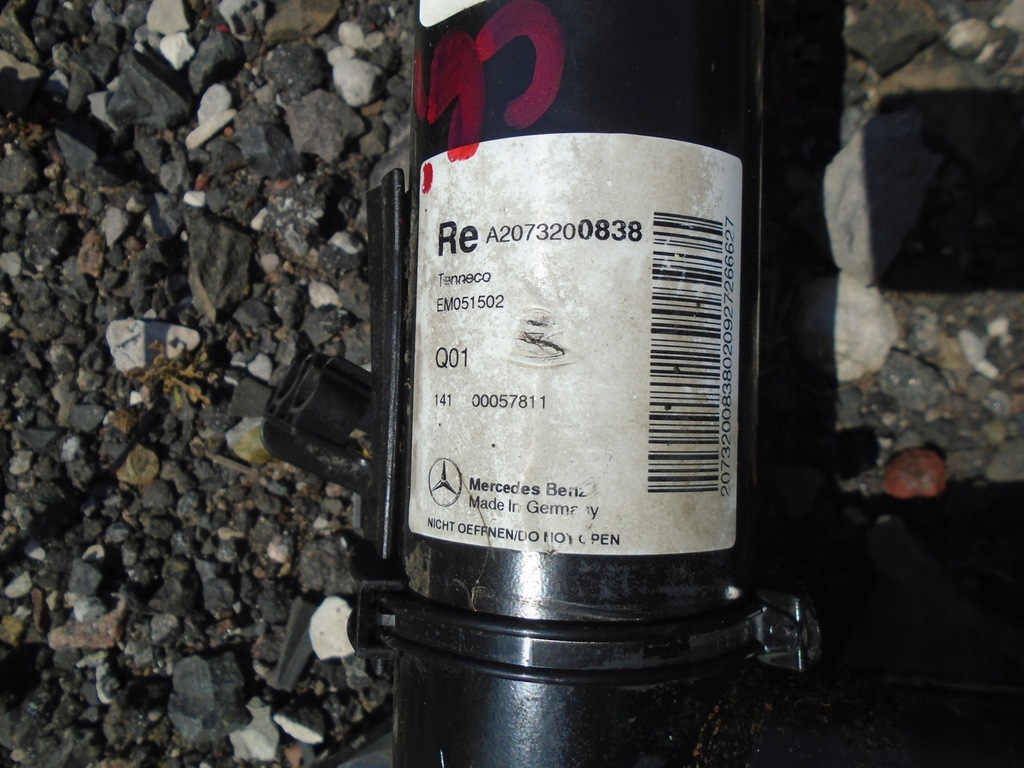 Re A2073200838
Tenneco
EM051502
Q01
141 00057811
Mercedes Benz
Made In Germany
NICHT OEFFNEN/DO NOT OPEN
2073200838020927266627